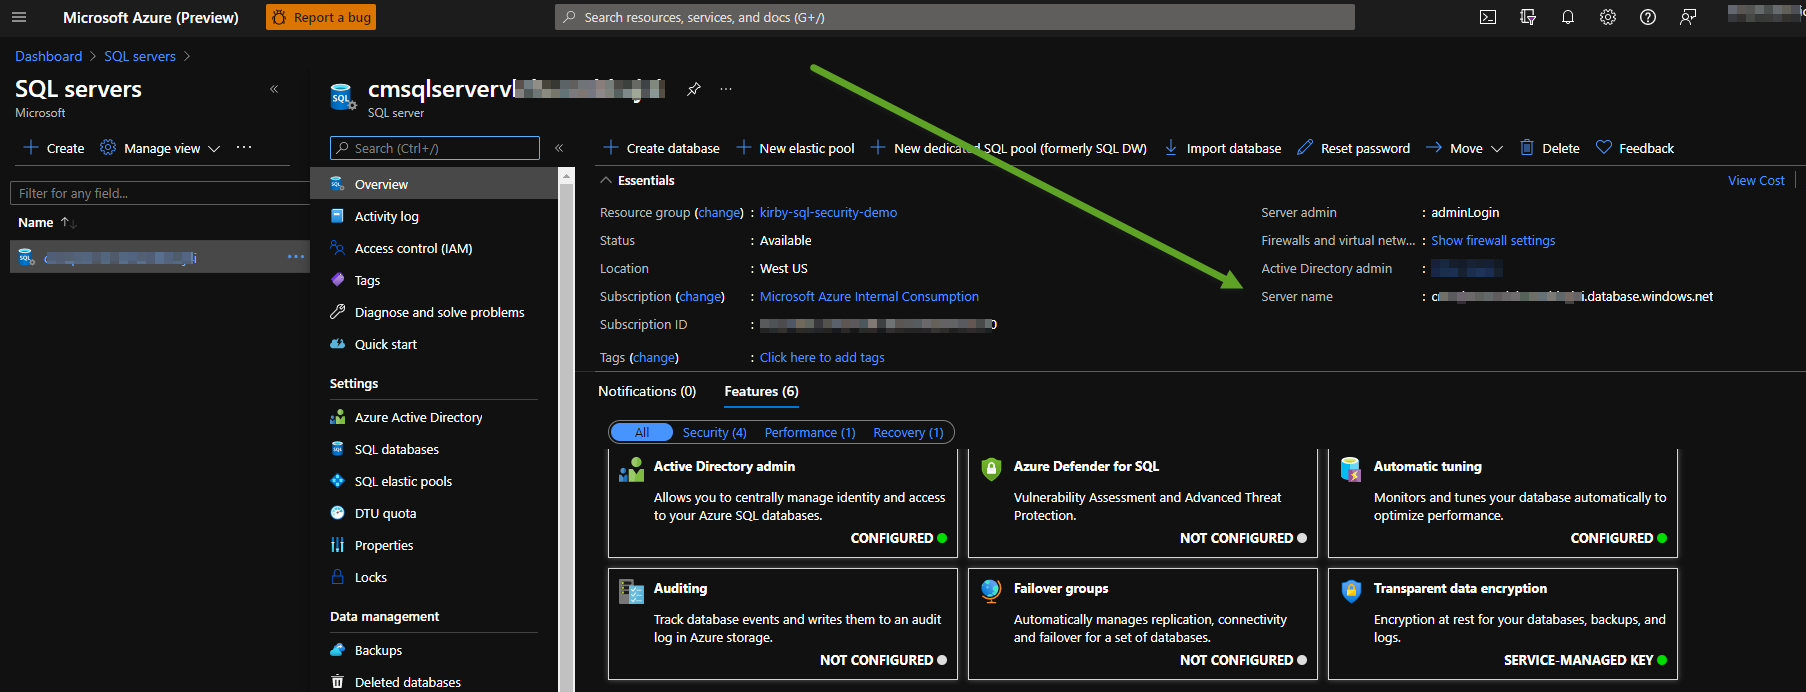 Microsoft Azure (Preview)
Report a bug
Search resources, services, and docs (G+/)
Dashboard > SQL servers >
SQL servers
Microsoft
Create
Manage view
Filter for any field...
Name
cmsqlserverv
SQL server
Search (Ctrl+/)
Overview
Activity log
Access control (IAM)
Tags
Diagnose and solve problems
Quick start
Settings
Azure Active Directory
SQL databases
SQL elastic pools
DTU quota
Properties
Locks
Data management
Backups
Deleted databases
Create database
New elastic pool
New dedicated SQL pool (formerly SQL DW)
Import database
Reset password
Move
Delete
Feedback
Essentials
View Cost
Resource group (change) : kirby-sql-security-demo
Status : Available
Location : West US
Subscription (change) : Microsoft Azure Internal Consumption
Subscription ID :
Tags (change) : Click here to add tags
Server admin : adminLogin
Firewalls and virtual netw... : Show firewall settings
Active Directory admin :
Server name : .database.windows.net
Notifications (0)
Features (6)
All
Security (4)
Performance (1)
Recovery (1)
Active Directory admin
Allows you to centrally manage identity and access
to your Azure SQL databases.
CONFIGURED
Azure Defender for SQL
Vulnerability Assessment and Advanced Threat
Protection.
NOT CONFIGURED
Automatic tuning
Monitors and tunes your database automatically to
optimize performance.
CONFIGURED
Auditing
Track database events and writes them to an audit
log in Azure storage.
NOT CONFIGURED
Failover groups
Automatically manages replication, connectivity
and failover for a set of databases.
NOT CONFIGURED
Transparent data encryption
Encryption at rest for your databases, backups, and
logs.
SERVICE-MANAGED KEY